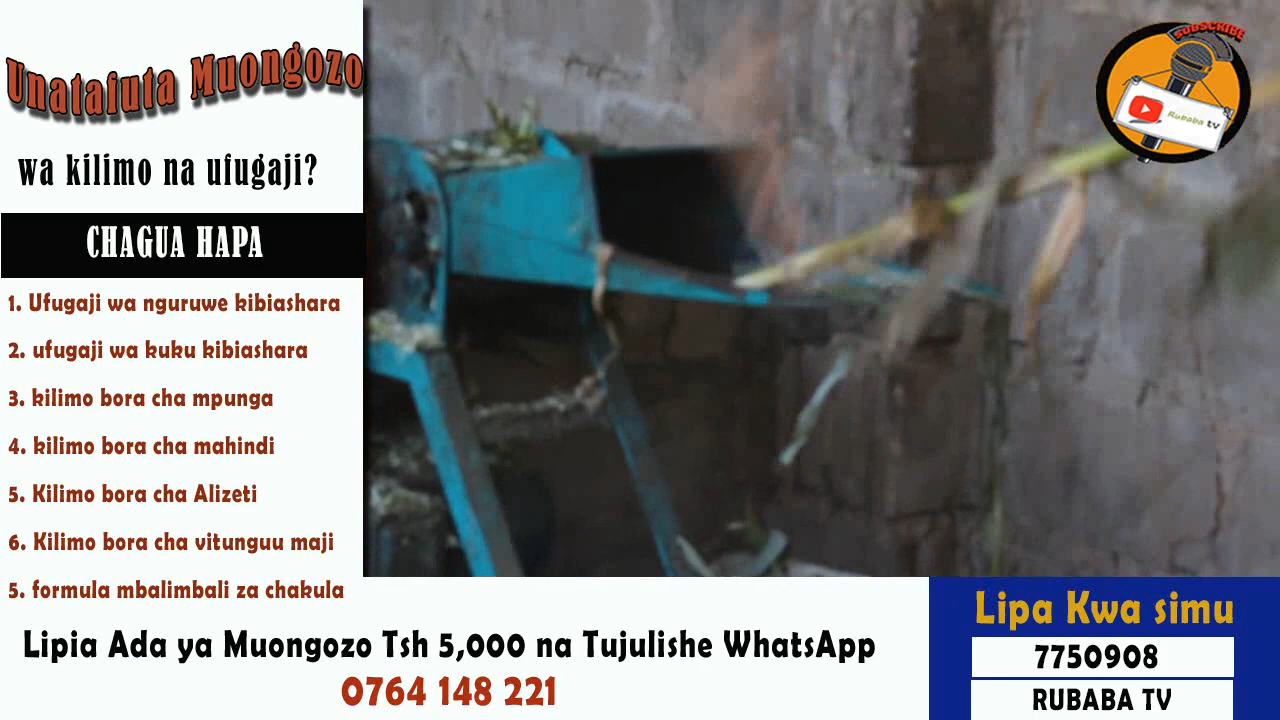 Unatafuta Muongozo
wa kilimo na ufugaji?
CHAGUA HAPA
1. Ufugaji wa nguruwe kibiashara
2. ufugaji wa kuku kibiashara
3. kilimo bora cha mpunga
4. kilimo bora cha mahindi
5. Kilimo bora cha Alizeti
6. Kilimo bora cha vitunguu maji
5. formula mbalimbali za chakula
Lipia Ada ya Muongozo Tsh 5,000 na Tujulishe WhatsApp
0764 148 221
SUBSCRIBE
Rubaba tv
Lipa Kwa simu
7750908
RUBABA TV